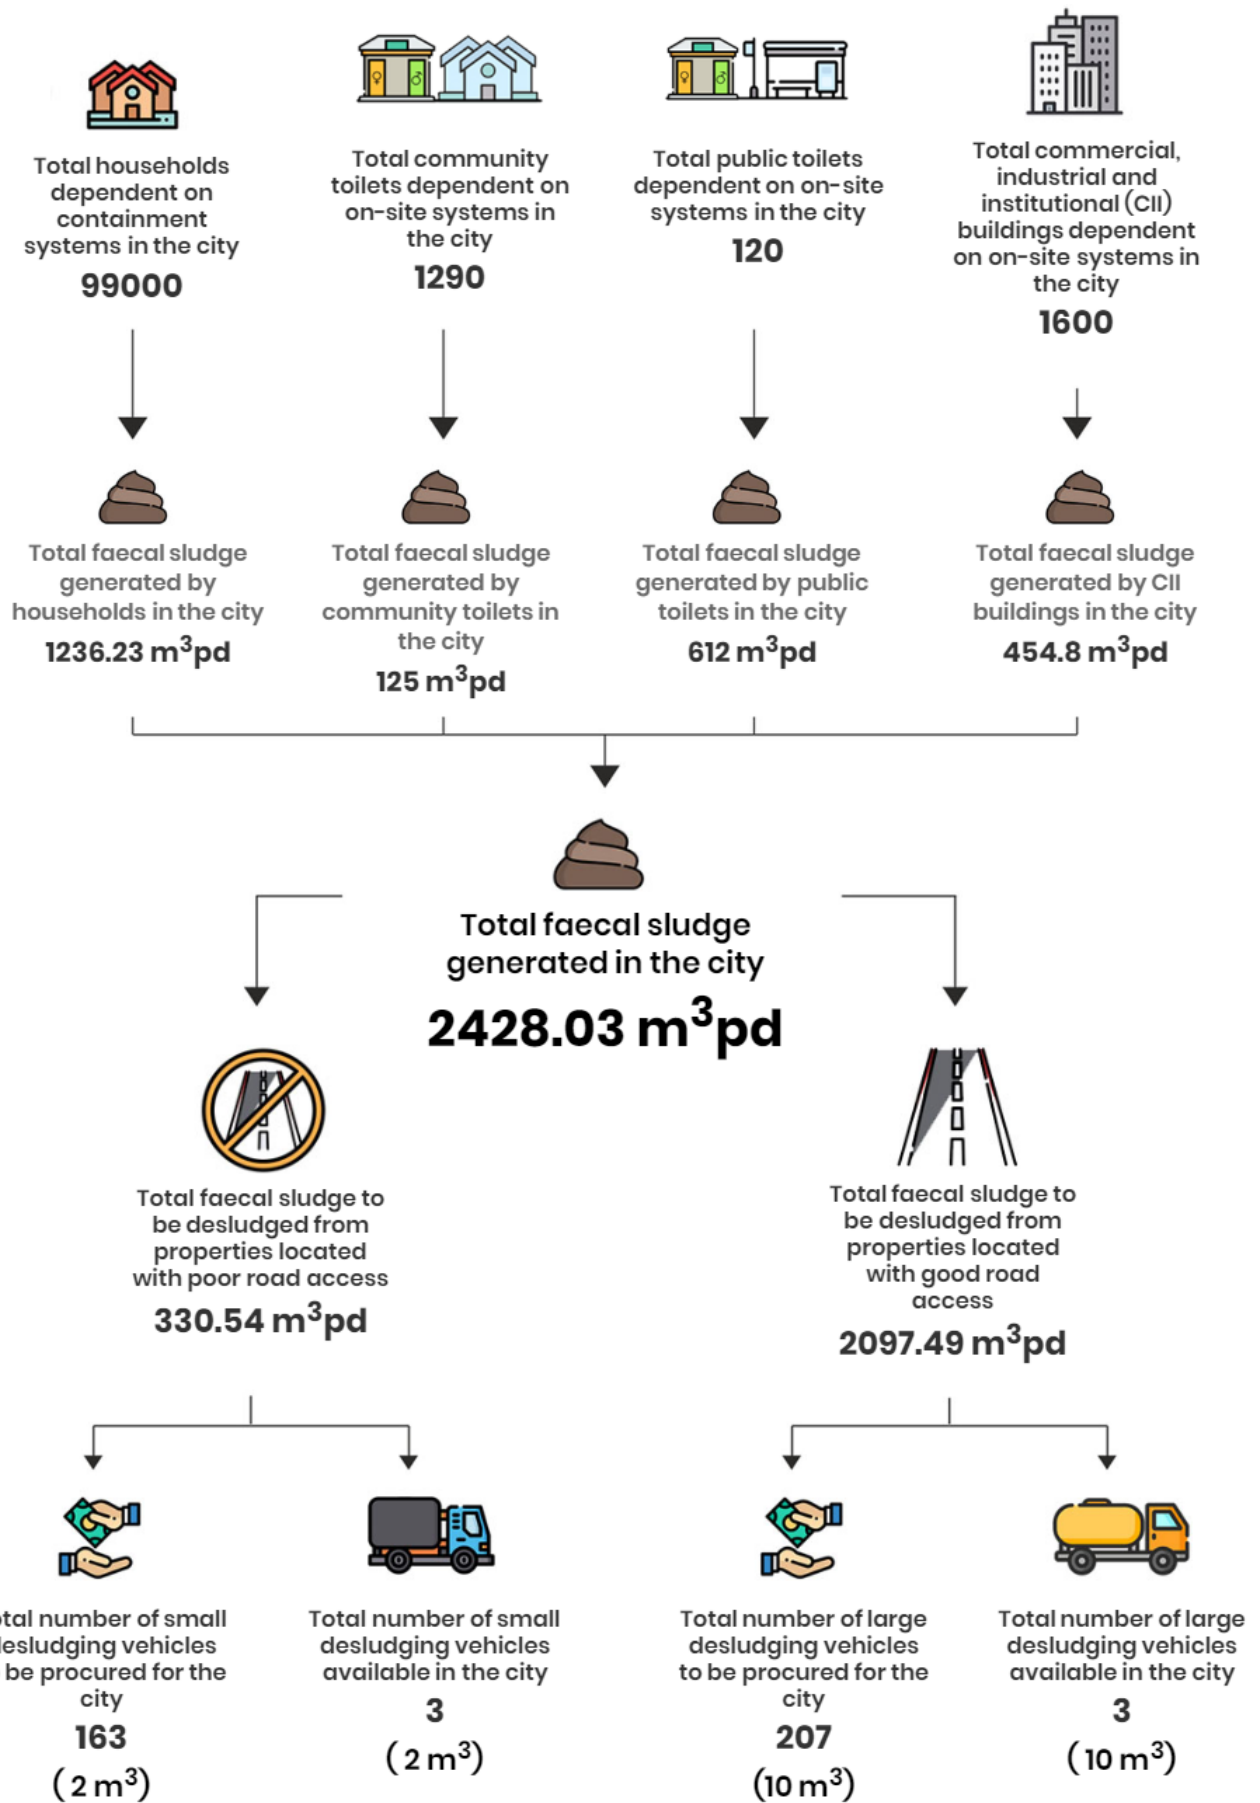 Total households
dependent on
containment
systems in the city
99000
Total community
toilets dependent on
on-site systems in
the city
1290
Total public toilets
dependent on on-site
systems in the city
120
Total commercial,
industrial and
institutional (CII)
buildings dependent
on on-site systems in
the city
1600
Total faecal sludge
generated by
households in the city
1236.23 m³pd
Total faecal sludge
generated by
community toilets in
the city
125 m³pd
Total faecal sludge
generated by public
toilets in the city
612 m³pd
Total faecal sludge
generated by CII
buildings in the city
454.8 m³pd
Total faecal sludge
generated in the city
2428.03 m³pd
Total faecal sludge to
be desludged from
properties located
with poor road access
330.54 m³pd
Total faecal sludge to
be desludged from
properties located
with good road
access
2097.49 m³pd
otal number of small
desludging vehicles
be procured for the
city
163
( 2 m³)
Total number of small
desludging vehicles
available in the city
3
( 2 m³)
Total number of large
desludging vehicles
to be procured for the
city
207
(10 m³)
Total number of large
desludging vehicles
available in the city
3
( 10 m³)